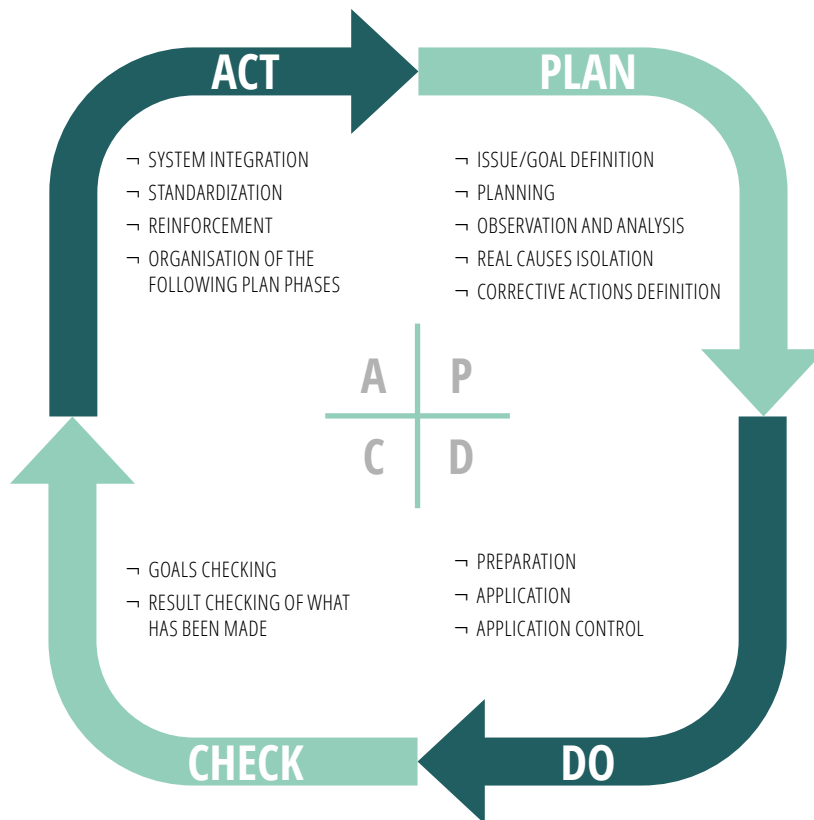 ACT
PLAN
¬ SYSTEM INTEGRATION
¬ STANDARDIZATION
¬ REINFORCEMENT
¬ ORGANISATION OF THE
FOLLOWING PLAN PHASES
¬ ISSUE/GOAL DEFINITION
¬ PLANNING
¬ OBSERVATION AND ANALYSIS
¬ REAL CAUSES ISOLATION
¬ CORRECTIVE ACTIONS DEFINITION
A P
C D
¬ GOALS CHECKING
¬ RESULT CHECKING OF WHAT
HAS BEEN MADE
¬ PREPARATION
¬ APPLICATION
¬ APPLICATION CONTROL
CHECK
DO